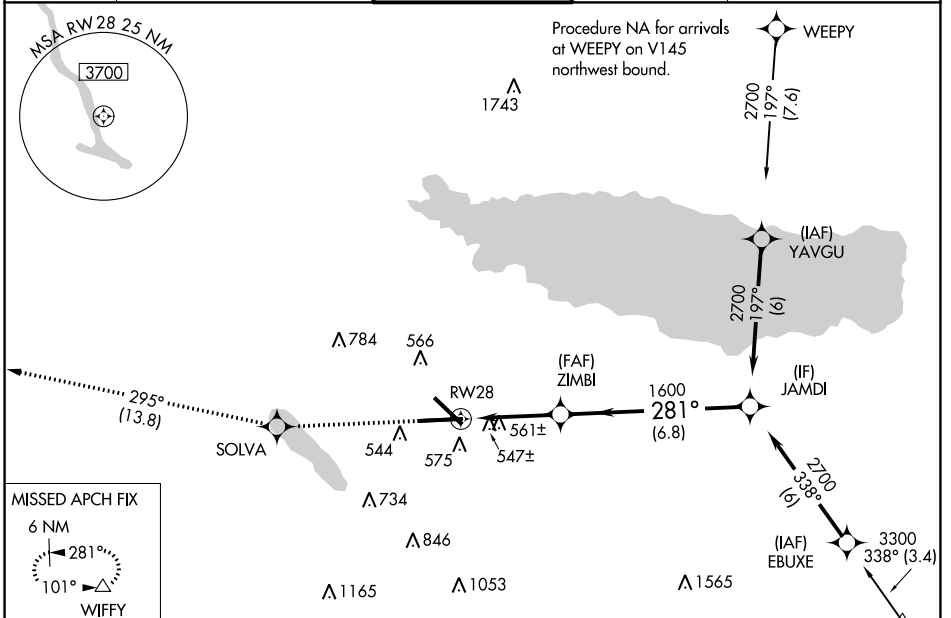 MSA RW28 25 NM
3700
Procedure NA for arrivals
at WEEPY on V145
northwest bound.
WEEPY
1743
2700
197°
(7.6)
(IAF)
YAVGU
2700
197°
(6)
784
566
(FAF)
ZIMBI
(IF)
JAMDI
RW28
1600
281°
(6.8)
295°
(13.8)
SOLVA
544
575
561±
547±
2700
338°
(6)
734
846
(IAF)
EBUXE
3300
338° (3.4)
1165
1053
1565
MISSED APCH FIX
6 NM
281°
101°
WIFFY